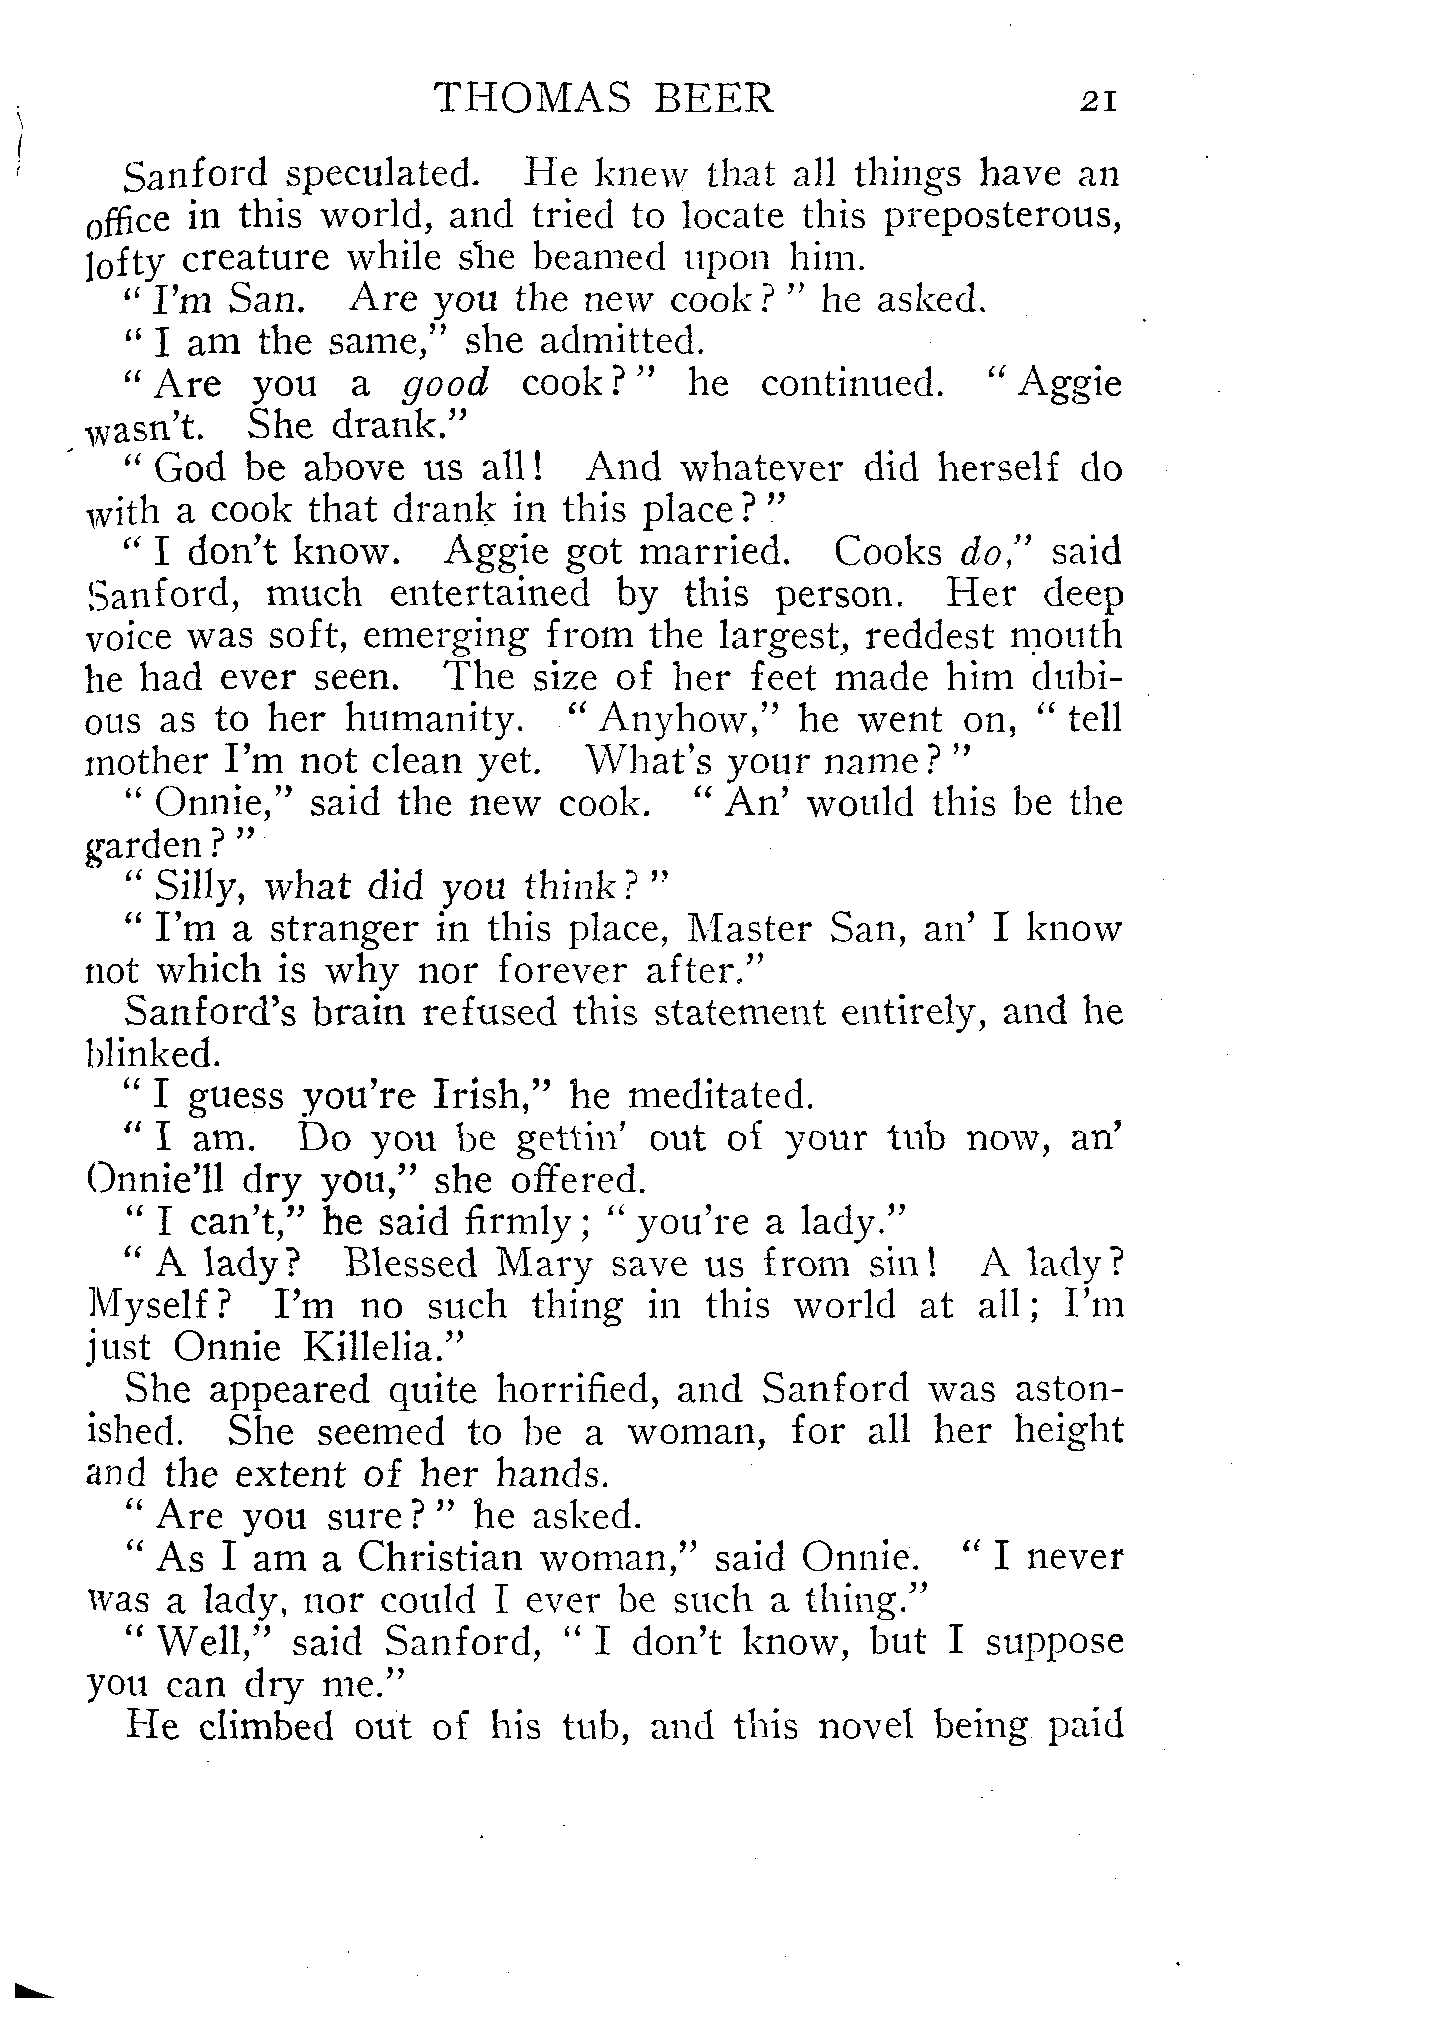 THOMAS BEER 21
Sanford speculated. He knew that all things have an
office in this world, and tried to locate this preposterous,
lofty creature while she beamed upon him.
" I'm San. Are you the new cook? " he asked.
" I am the same," she admitted.
" Are you a good cook? " he continued. " Aggie
wasn't. She drank."
" God be above us all! And whatever did herself do
with a cook that drank in this place? "
" I don't know. Aggie got married. Cooks do," said
Sanford, much entertained by this person. Her deep
voice was soft, emerging from the largest, reddest mouth
he had ever seen. The size of her feet made him dubi-
ous as to her humanity. " Anyhow," he went on, " tell
mother I'm not clean yet. What's your name? "
" Onnie," said the new cook. " An' would this be the
garden? "
" Silly, what did you think? "
" I'm a stranger in this place, Master San, an' I know
not which is why nor forever after."
Sanford's brain refused this statement entirely, and he
blinked.
" I guess you're Irish," he meditated.
" I am. Do you be gettin' out of your tub now, an'
Onnie'll dry you," she offered.
" I can't," he said firmly; " you're a lady."
" A lady? Blessed Mary save us from sin! A lady?
Myself? I'm no such thing in this world at all; I'm
just Onnie Killelia."
She appeared quite horrified, and Sanford was aston-
ished. She seemed to be a woman, for all her height
and the extent of her hands.
" Are you sure? " he asked.
" As I am a Christian woman," said Onnie. " I never
was a lady, nor could I ever be such a thing."
" Well," said Sanford, " I don't know, but I suppose
you can dry me."
He climbed out of his tub, and this novel being paid